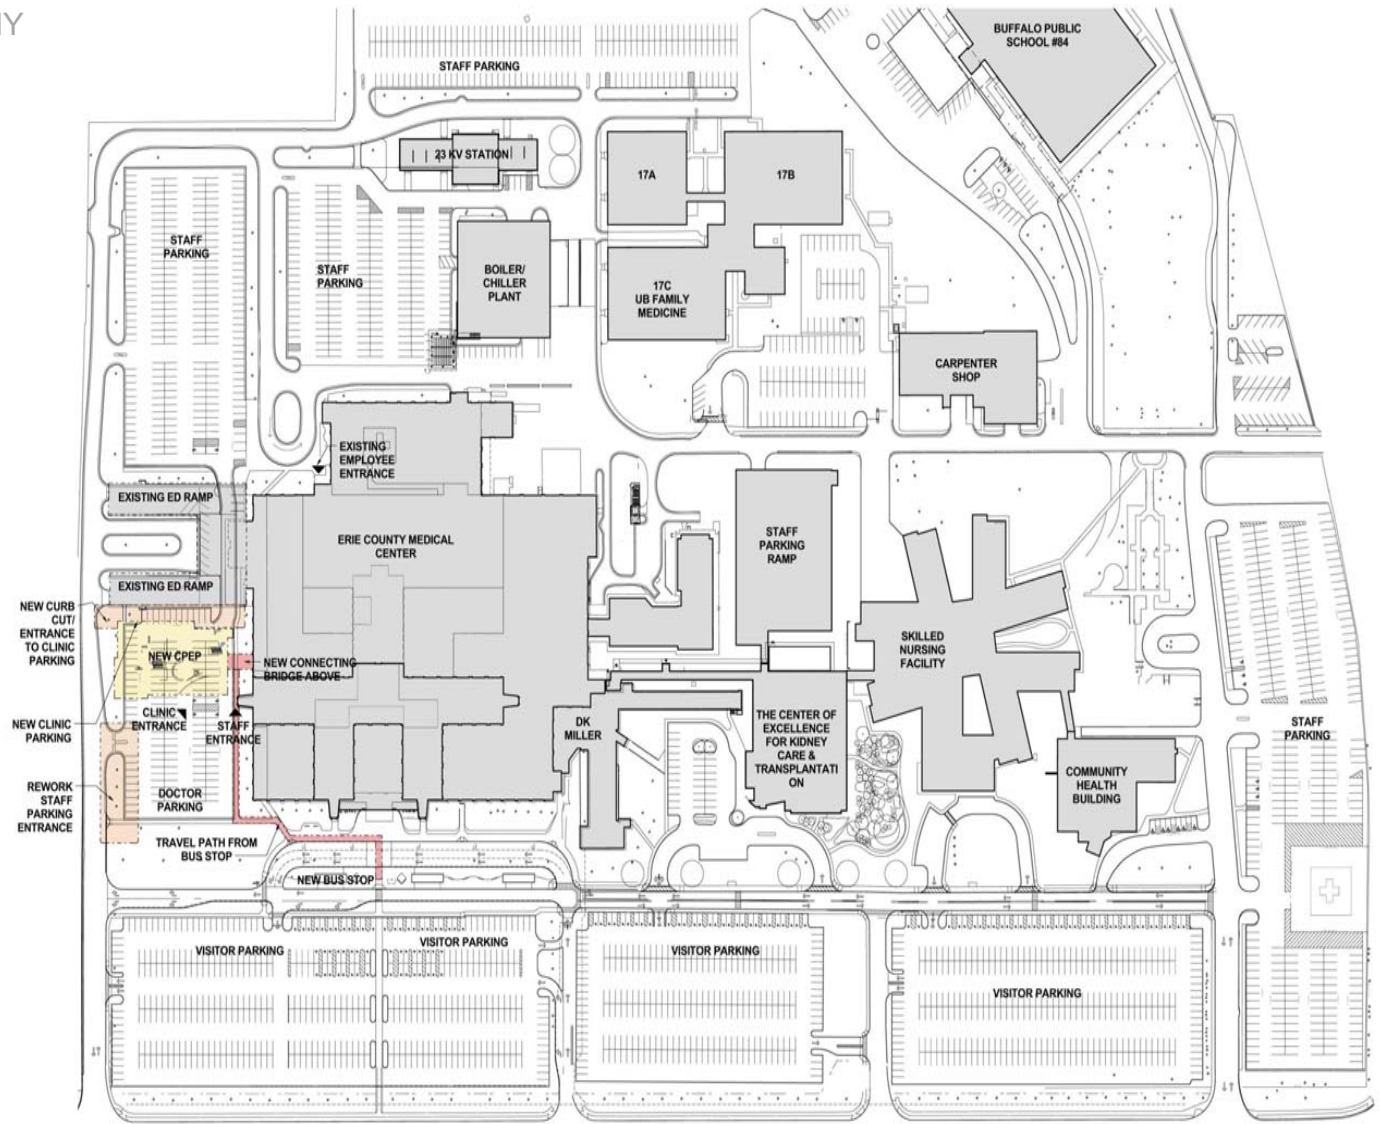 NY
BUFFALO PUBLIC
SCHOOL #84
STAFF PARKING
23 KV STATION
17A
17B
STAFF
PARKING
STAFF
PARKING
BOILER/
CHILLER
PLANT
17C
UB FAMILY
MEDICINE
CARPENTER
SHOP
EXISTING
EMPLOYEE
ENTRANCE
EXISTING ED RAMP
ERIE COUNTY MEDICAL
CENTER
STAFF
PARKING
RAMP
EXISTING ED RAMP
NEW CURB
CUT/
ENTRANCE
TO CLINIC
PARKING
NEW CPEP
NEW CONNECTING
BRIDGE ABOVE
SKILLED
NURSING
FACILITY
NEW CLINIC
PARKING
CLINIC
ENTRANCE
STAFF
ENTRANCE
DK
MILLER
THE CENTER OF
EXCELLENCE
FOR KIDNEY
CARE &
TRANSPLANTATI
ON
STAFF
PARKING
COMMUNITY
HEALTH
BUILDING
REWORK
STAFF
PARKING
ENTRANCE
DOCTOR
PARKING
TRAVEL PATH FROM
BUS STOP
NEW BUS STOP
VISITOR PARKING
VISITOR PARKING
VISITOR PARKING
VISITOR PARKING